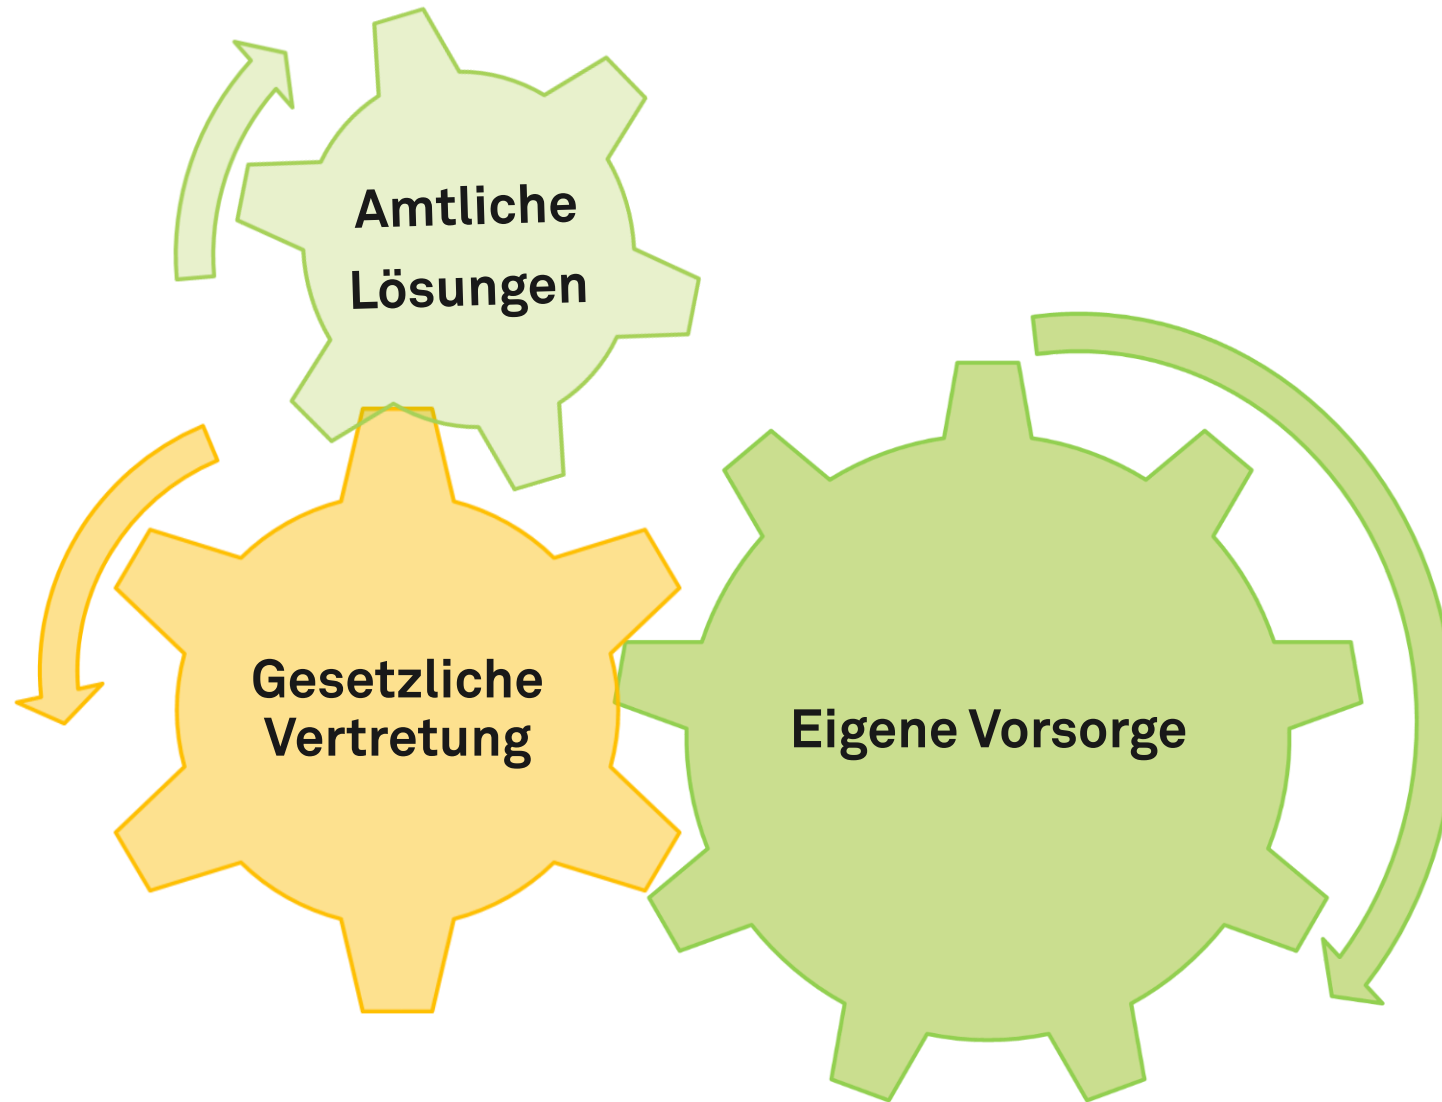 Amtliche
Lösungen
Gesetzliche
Vertretung
Eigene Vorsorge